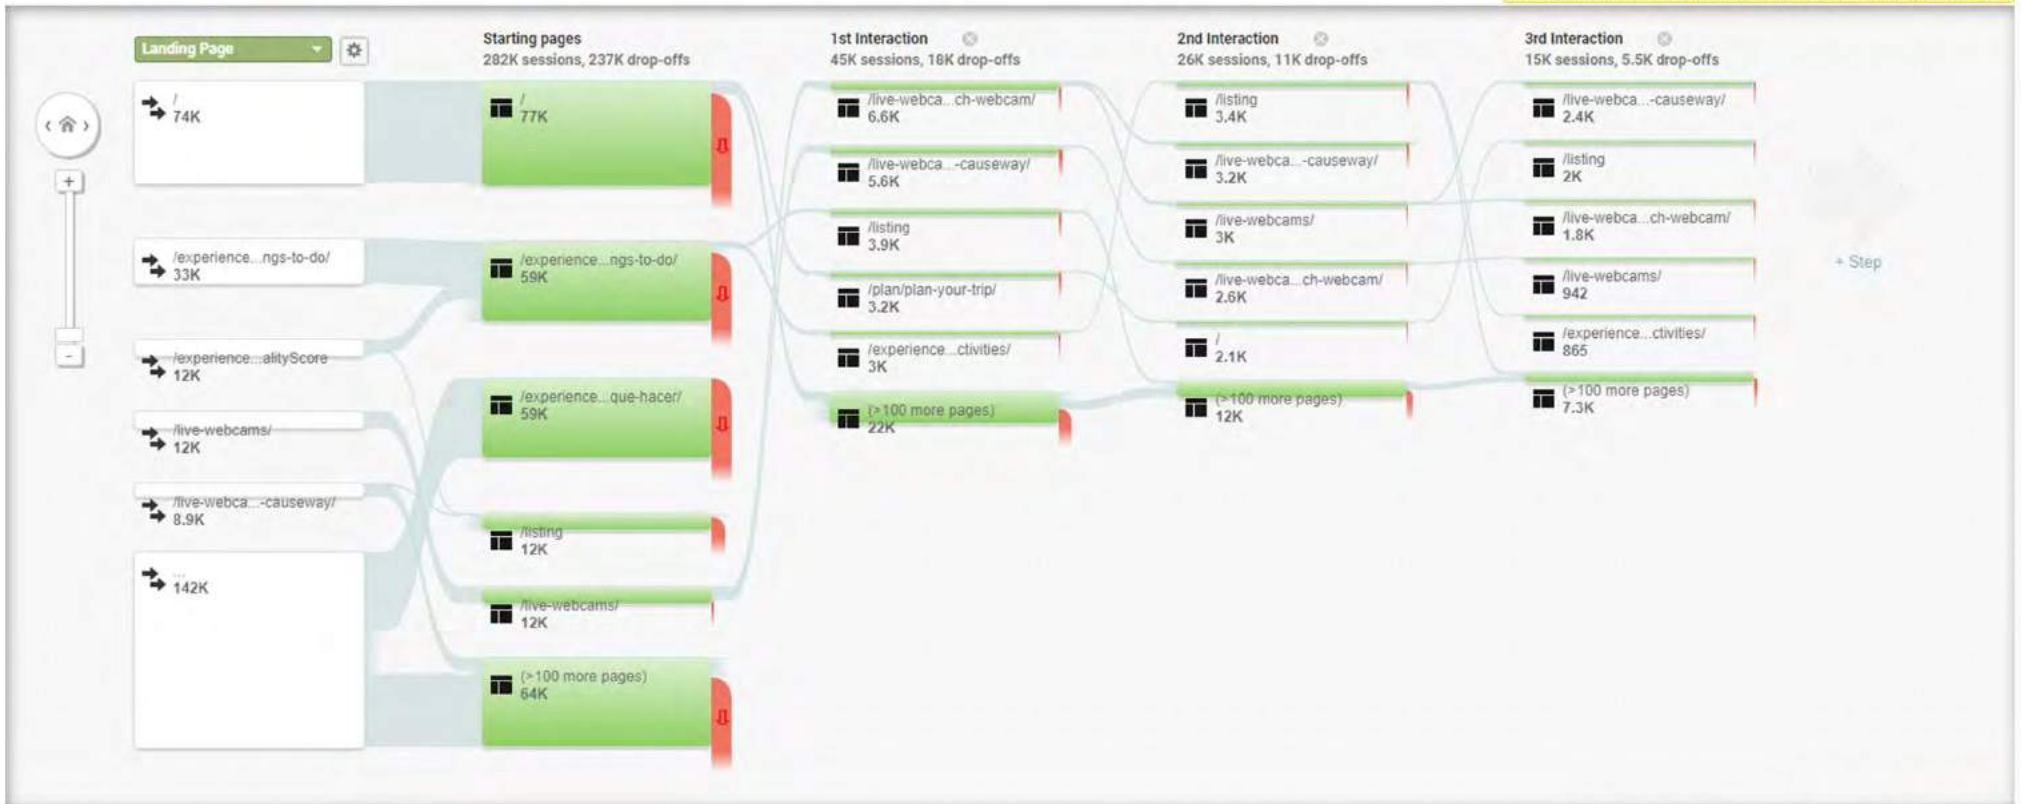 Landing Page
Starting pages
282K sessions, 237K drop-offs
1st Interaction
45K sessions, 18K drop-offs
2nd Interaction
26K sessions, 11K drop-offs
3rd Interaction
15K sessions, 5.5K drop-offs
/
74K
/experience...ngs-to-do/
33K
/experience...alityScore
12K
/live-webcams/
12K
/live-webca...-causeway/
8.9K
...
142K
/
77K
/experience...ngs-to-do/
59K
/experience...que-hacer/
59K
/listing
12K
/live-webcams/
12K
(>100 more pages)
64K
/live-webca...ch-webcam/
6.6K
/live-webca...-causeway/
5.6K
/listing
3.9K
/plan/plan-your-trip/
3.2K
/experience...ctivities/
3K
(>100 more pages)
22K
/listing
3.4K
/live-webca...-causeway/
3.2K
/live-webcams/
3K
/live-webca...ch-webcam/
2.6K
/
2.1K
(>100 more pages)
12K
/live-webca...-causeway/
2.4K
/listing
2K
/live-webca...ch-webcam/
1.8K
/live-webcams/
942
/experience...ctivities/
865
(>100 more pages)
7.3K
+ Step